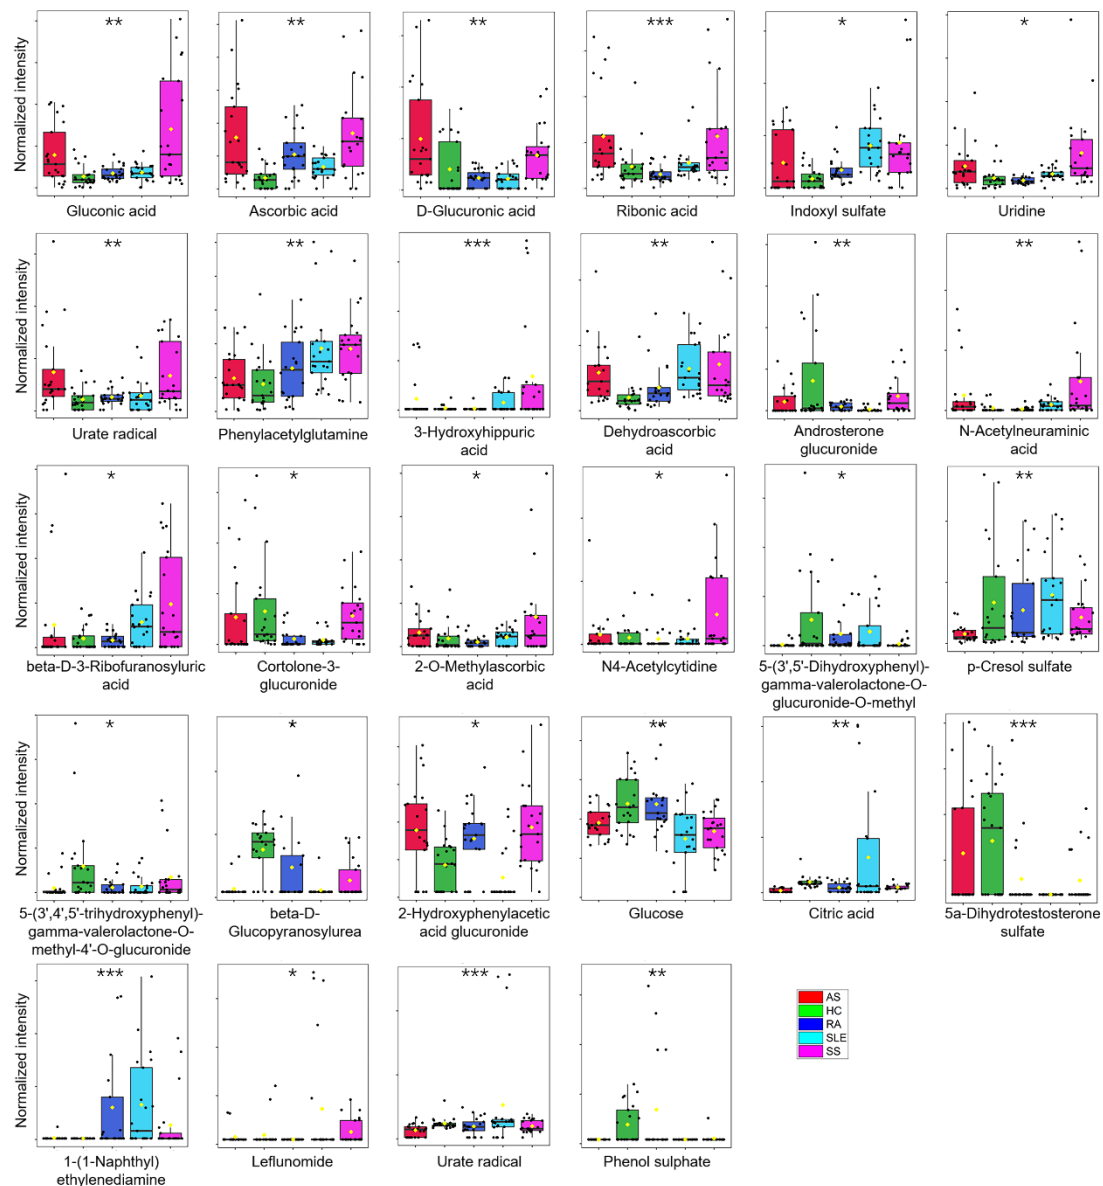 ** ** ** *** * *
Normalized intensity
Gluconic acid Ascorbic acid D-Glucuronic acid Ribonic acid Indoxyl sulfate Uridine
** ** *** ** ** **
Normalized intensity
Urate radical Phenylacetylglutamine 3-Hydroxyhippuric Dehydroascorbic Androsterone N-Acetylneuraminic
acid acid glucuronide acid
* * * * * **
Normalized intensity
beta-D-3-Ribofuranosyluric Cortolone-3- 2-O-Methylascorbic N4-Acetylcytidine 5-(3',5'-Dihydroxyphenyl)- p-Cresol sulfate
acid glucuronide acid gamma-valerolactone-O-
glucuronide-O-methyl
* * * ** ** ***
Normalized intensity
5-(3',4',5'-trihydroxyphenyl)- beta-D- 2-Hydroxyphenylacetic Glucose Citric acid 5a-Dihydrotestosterone
gamma-valerolactone-O- Glucopyranosylurea acid glucuronide sulfate
methyl-4'-O-glucuronide
*** * *** **
Normalized intensity
AS
HC
RA
SLE
SS
1-(1-Naphthyl) Leflunomide Urate radical Phenol sulphate
ethylenediamine